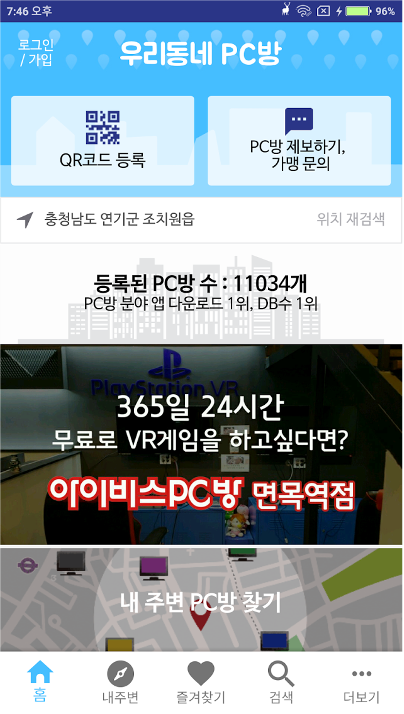 7:46 오후
96%
로그인
/ 가입
우리동네 PC방
QR코드 등록
PC방 제보하기,
가맹 문의
충청남도 연기군 조치원읍
위치 재검색
등록된 PC방 수 : 11034개
PC방 분야 앱 다운로드 1위, DB수 1위
PlayStation VR
365일 24시간
무료로 VR게임을 하고싶다면?
아이비스PC방 면목역점
내 주변 PC방 찾기
홈
내주변
즐겨찾기
검색
더보기